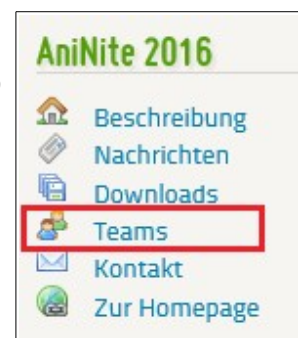 AniNite 2016
Beschreibung
Nachrichten
Downloads
Teams
Kontakt
Zur Homepage